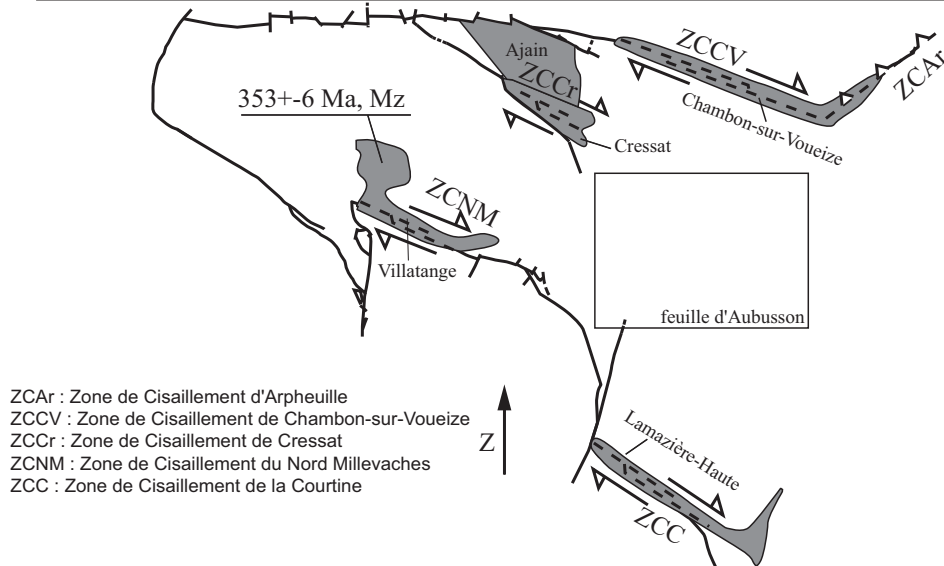 Ajain
ZCCV
ZCAr
ZCCr
353+-6 Ma, Mz
Chambon-sur-Voueize
Cressat
ZCNM
Villatange
feuille d'Aubusson
ZCAr : Zone de Cisaillement d'Arpheuille
ZCCV : Zone de Cisaillement de Chambon-sur-Voueize
ZCCr : Zone de Cisaillement de Cressat
ZCNM : Zone de Cisaillement du Nord Millevaches
ZCC : Zone de Cisaillement de la Courtine
Z
Lamazière-Haute
ZCC